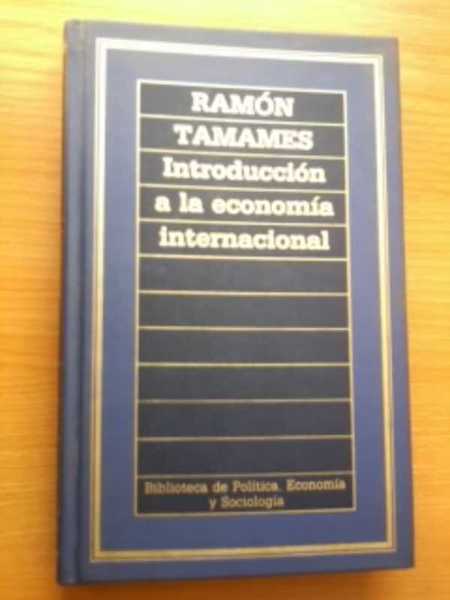 RAMÓN
TAMAMES
Introducción
a la economía
internacional
Biblioteca de Política, Economía
y Sociología